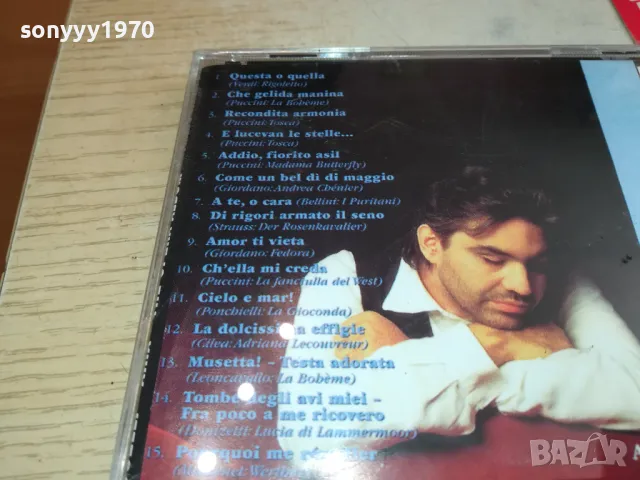 sonyyy1970
1. Questa o quella
(Verdi: Rigoletto)
2. Che gelida manina
(Puccini: La Bohème)
3. Recondita armonia
(Puccini: Tosca)
4. E lucevan le stelle...
(Puccini: Tosca)
5. Addio, fiorito asil
(Puccini: Madama Butterfly)
6. Come un bel dì di maggio
(Giordano: Andrea Chénier)
7. A te, o cara (Bellini: I Puritani)
8. Di rigori armato il seno
(Strauss: Der Rosenkavalier)
9. Amor ti vieta
(Giordano: Fedora)
10. Ch'ella mi creda
(Puccini: La fanciulla del West)
11. Cielo e mar!
(Ponchielli: La Gioconda)
12. La dolcissima effigie
(Cilea: Adriana Lecouvreur)
13. Musetta! - Testa adorata
(Leoncavallo: La Bohème)
14. Tombe degli avi miei -
Fra poco a me ricovero
(Donizetti: Lucia di Lammermoor)
15. Pourquoi me
BAZAR
bg